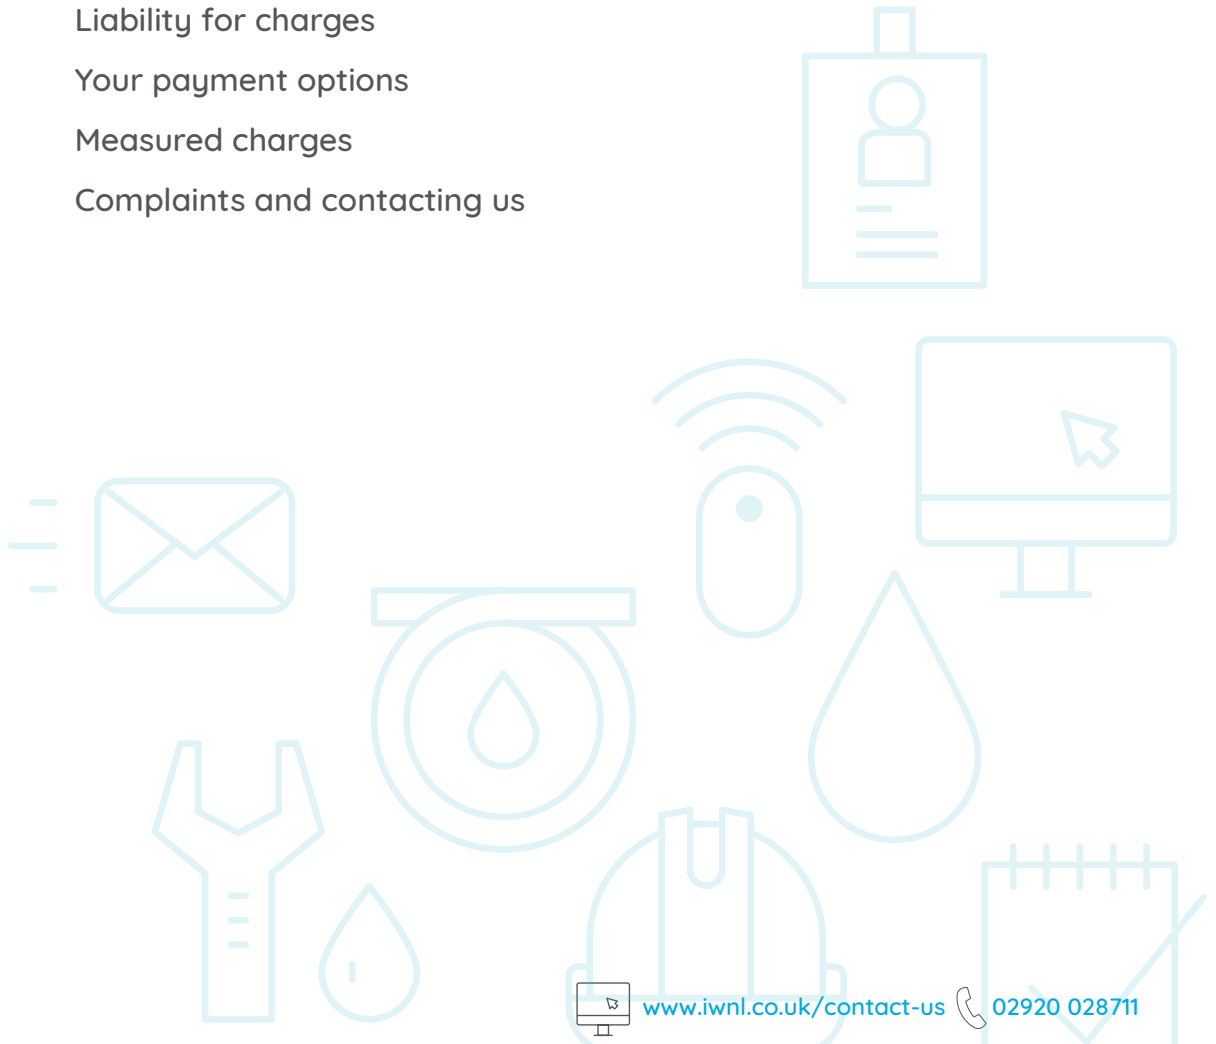 Liability for charges
Your payment options
Measured charges
Complaints and contacting us
www.iwnl.co.uk/contact-us 02920 028711